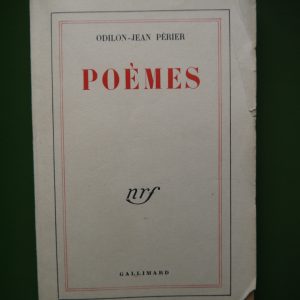 ODILON-JEAN PÉRIER
POÈMES
nrf
GALLIMARD